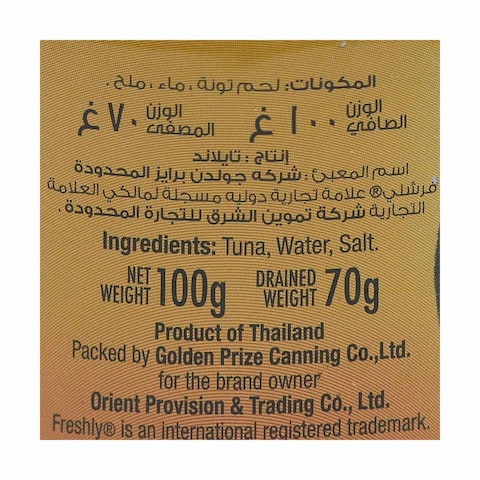 المكونات: لحم تونة ، ماء ، ملح .
الوزن الصافي ١٠٠ غ الوزن المصفى ٧٠ غ
إنتاج : تايلاند
اسم المعبئ: شركه جولدن برايز المحدودة
فرشلي® علامة تجارية دوليه مسجلة لمالكي العلامة
التجارية شركة تموين الشرق للتجارة المحدودة .
Ingredients: Tuna, Water, Salt.
NET WEIGHT 100g DRAINED WEIGHT 70g
Product of Thailand
Packed by Golden Prize Canning Co.,Ltd.
for the brand owner
Orient Provision & Trading Co., Ltd.
Freshly® is an international registered trademark.